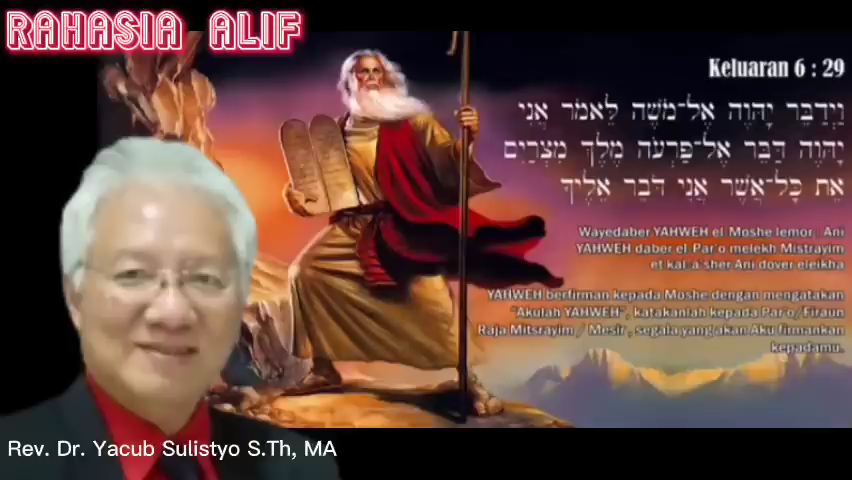 RAHASIA ALIF
Keluaran 6 : 29
וַיְדַבֵּר יְהוָה אֶל־מֹשֶׁה לֵּאמֹר אֲנִי
יְהוָה דַּבֵּר אֶל־פַּרְעֹה מֶלֶךְ מִצְרַיִם
אֵת כָּל־אֲשֶׁר אֲנִי דֹּבֵר אֵלֶיךָ
Wayedaber YAHWEH el Moshe lemor, Ani
YAHWEH daber el Par'o melekh Mistrayim
et kal a'sher Ani dover eleikha
YAHWEH berfirman kepada Moshe dengan mengatakan
"Akulah YAHWEH", katakanlah kepada Par'o/Firaun
Raja Mitsrayim / Mesir, segala yang akan Aku firmankan
kepadamu.
Rev. Dr. Yacub Sulistyo S.Th, MA